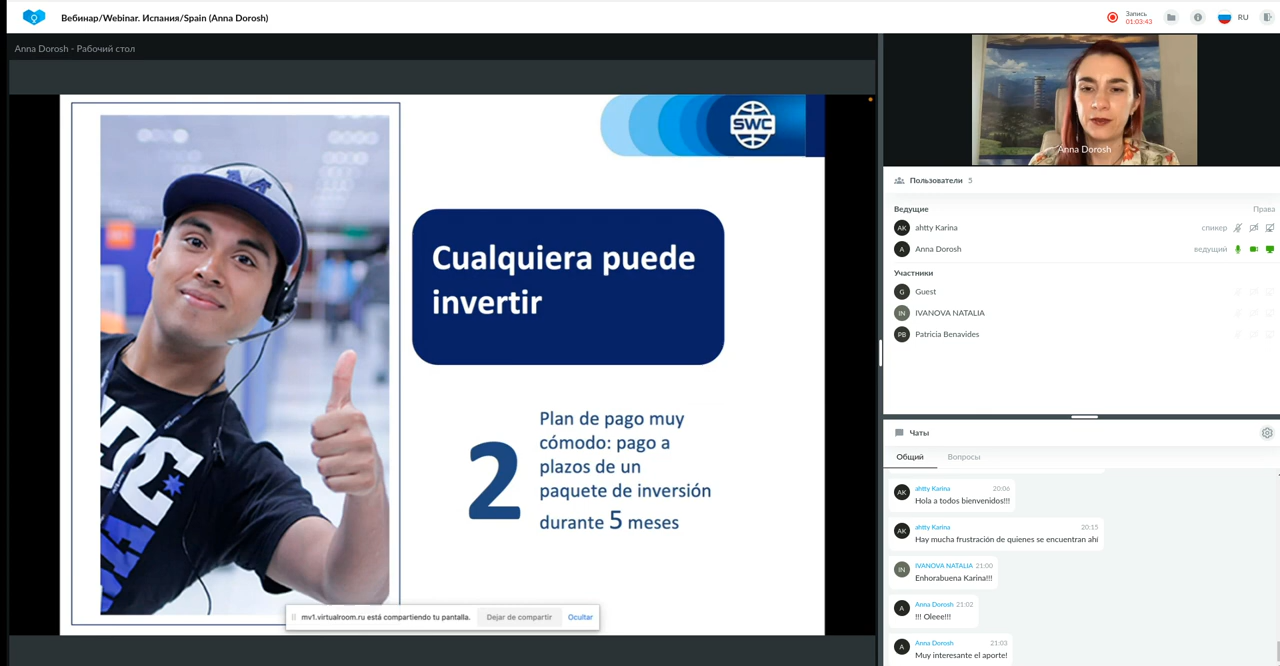 Вебинар/Webinar. Испания/Spain (Anna Dorosh)
Запись
01:03:43
RU
Anna Dorosh - Рабочий стол
SWC
Cualquiera puede
invertir
2
Plan de pago muy
cómodo: pago a
plazos de un
paquete de inversión
durante 5 meses
mv1.virtualroom.ru está compartiendo tu pantalla.
Dejar de compartir
Ocultar
Anna Dorosh
Пользователи 5
Ведущие
Права
AK ahtty Karina
спикер
A Anna Dorosh
ведущий
Участники
G Guest
IN IVANOVA NATALIA
PB Patricia Benavides
Чаты
Общий
Вопросы
AK ahtty Karina 20:06
Hola a todos bienvenidos!!!
AK ahtty Karina 20:15
Hay mucha frustración de quienes se encuentran ahí
IN IVANOVA NATALIA 21:00
Enhorabuena Karina!!!
A Anna Dorosh 21:02
!!! Oleee!!!
A Anna Dorosh 21:03
Muy interesante el aporte!